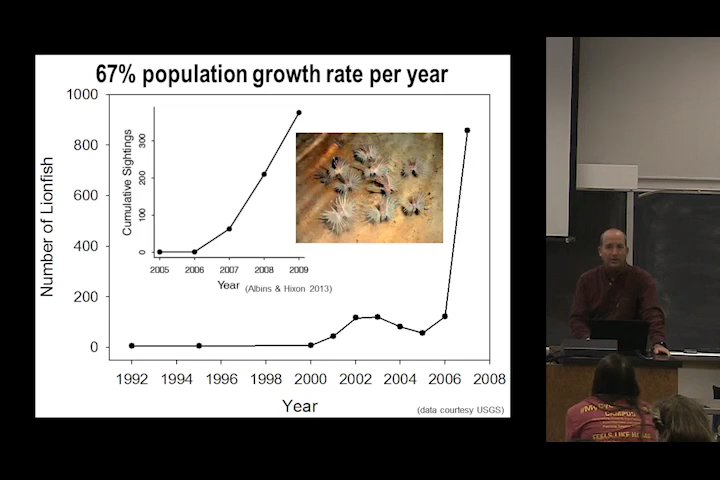 67% population growth rate per year
Number of Lionfish
1000
800
600
400
200
0
Cumulative Sightings
300
200
100
0
2005 2006 2007 2008 2009
Year (Albins & Hixon 2013)
1992 1994 1996 1998 2000 2002 2004 2006 2008
Year
(data courtesy USGS)
CAMPUS